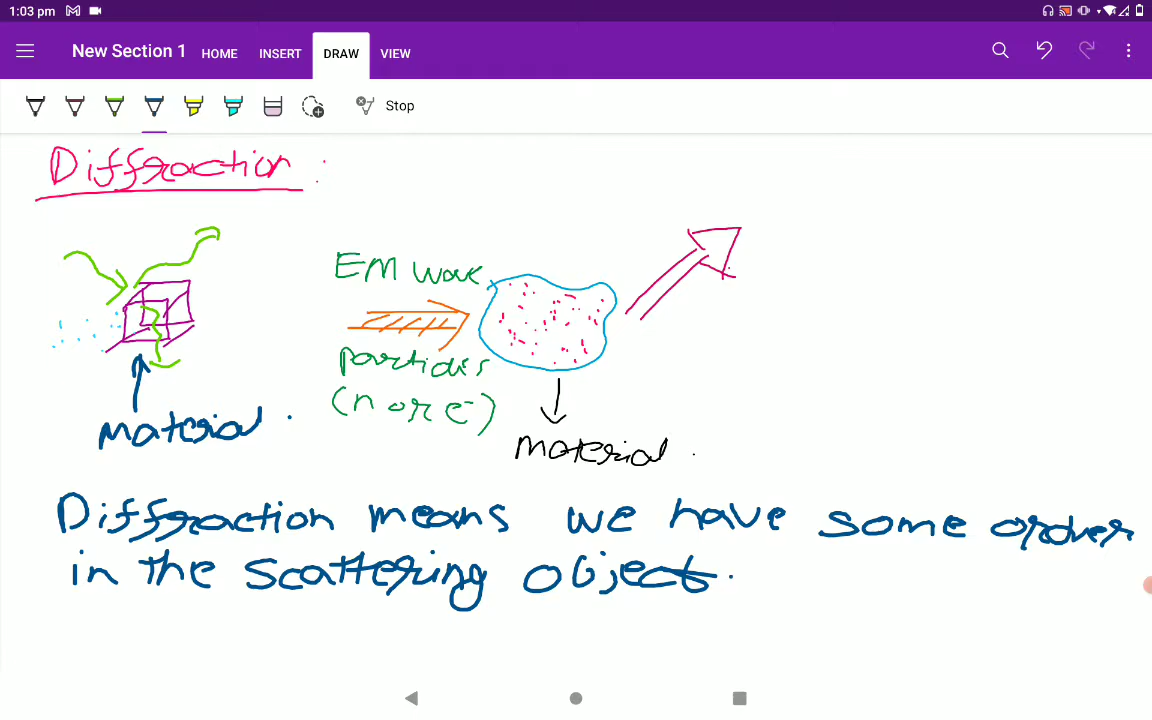 1:03 pm
New Section 1 HOME INSERT DRAW VIEW
Stop
Diffraction :
EM wave
particles
(n or e⁻)
Material .
Material .
Diffraction means we have some order
in the scattering object.